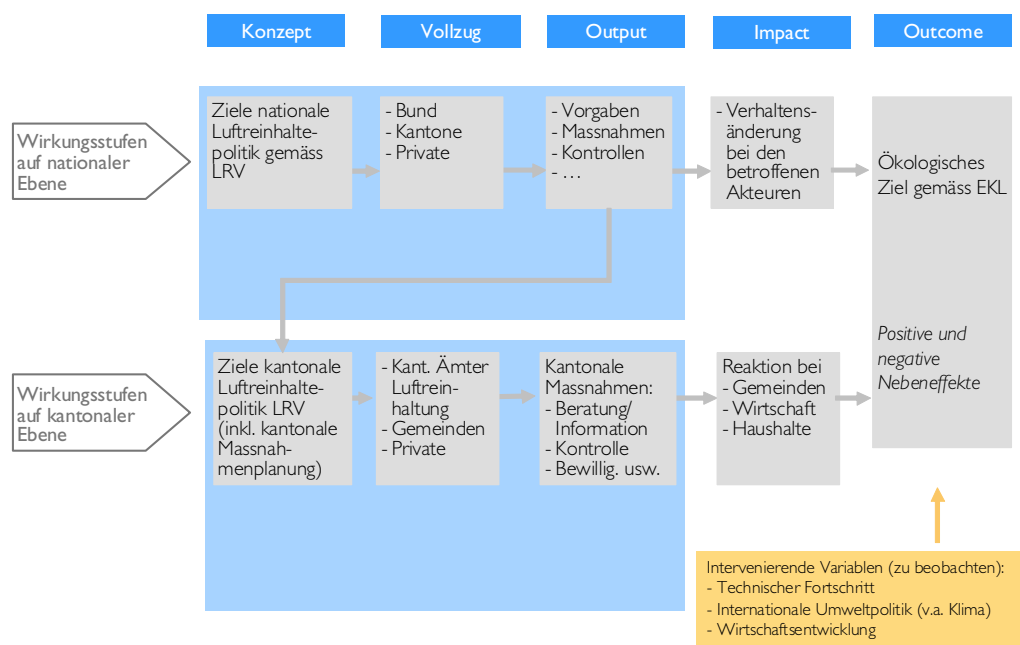 Konzept
Vollzug
Output
Impact
Outcome
Wirkungsstufen
auf nationaler
Ebene
Ziele nationale
Luftreinhalte-
politik gemäss
LRV
- Bund
- Kantone
- Private
- Vorgaben
- Massnahmen
- Kontrollen
- …
- Verhaltens-
änderung
bei den
betroffenen
Akteuren
Ökologisches
Ziel gemäss EKL
Positive und
negative
Nebeneffekte
Wirkungsstufen
auf kantonaler
Ebene
Ziele kantonale
Luftreinhalte-
politik LRV
(inkl. kantonale
Massnah-
menplanung)
- Kant. Ämter
Luftrein-
haltung
- Gemeinden
- Private
Kantonale
Massnahmen:
- Beratung/
Information
- Kontrolle
- Bewillig. usw.
Reaktion bei
- Gemeinden
- Wirtschaft
- Haushalte
Intervenierende Variablen (zu beobachten):
- Technischer Fortschritt
- Internationale Umweltpolitik (v.a. Klima)
- Wirtschaftsentwicklung